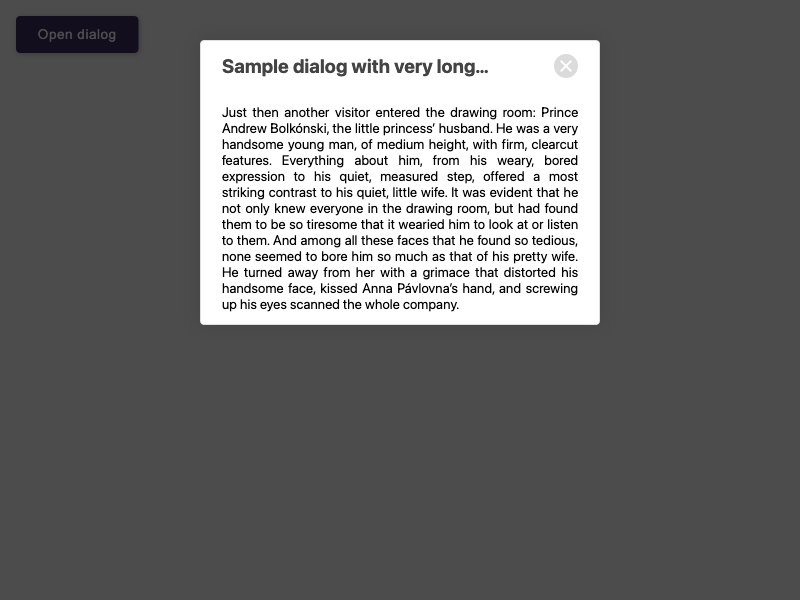 Open dialog
Sample dialog with very long…
Just then another visitor entered the drawing room: Prince
Andrew Bolkónski, the little princess’ husband. He was a very
handsome young man, of medium height, with firm, clearcut
features. Everything about him, from his weary, bored
expression to his quiet, measured step, offered a most
striking contrast to his quiet, little wife. It was evident that he
not only knew everyone in the drawing room, but had found
them to be so tiresome that it wearied him to look at or listen
to them. And among all these faces that he found so tedious,
none seemed to bore him so much as that of his pretty wife.
He turned away from her with a grimace that distorted his
handsome face, kissed Anna Pávlovna’s hand, and screwing
up his eyes scanned the whole company.